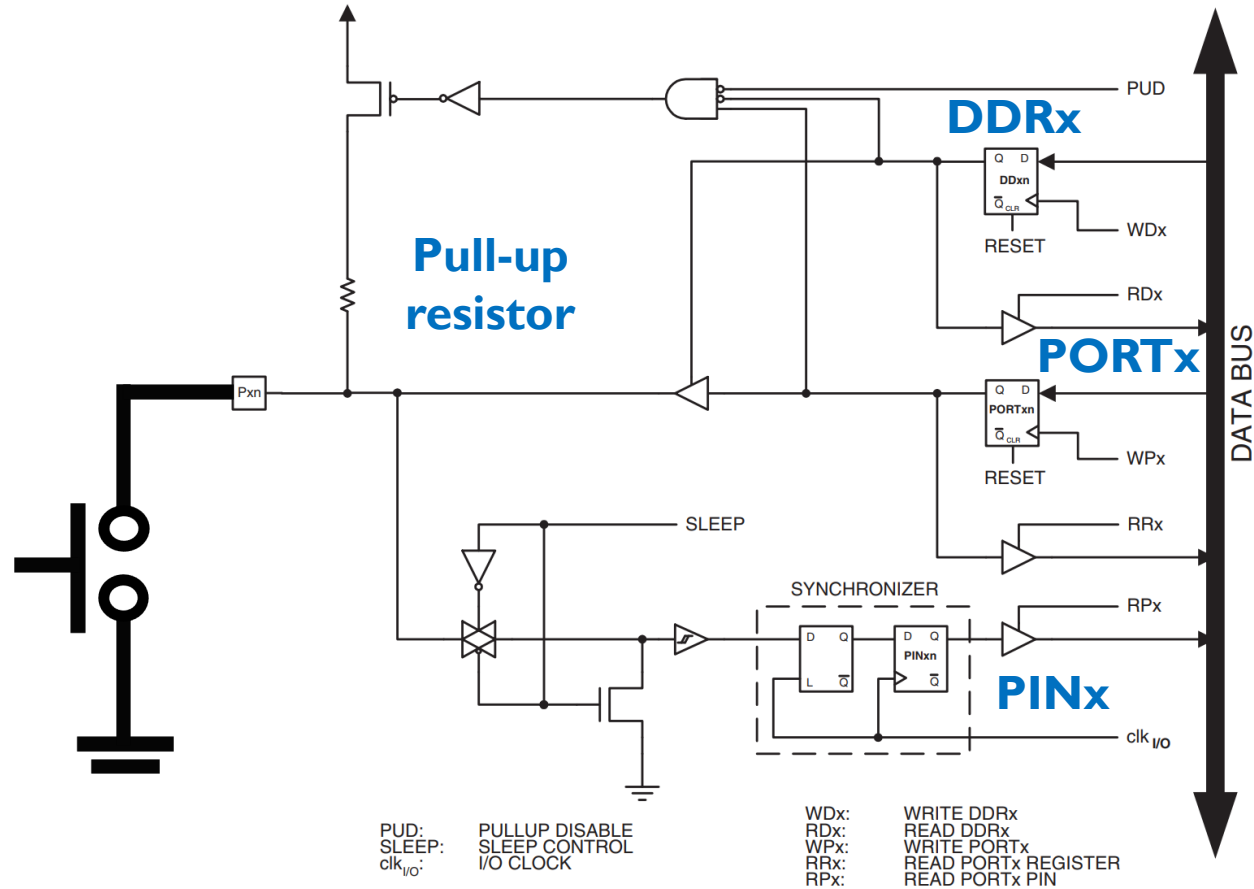 PUD
DDRx
Q D
DDxn
Q CLR
WDx
RESET
Pull-up
resistor
RDx
PORTx
DATA BUS
Pxn
Q D
PORTxn
Q CLR
WPx
RESET
SLEEP
RRx
SYNCHRONIZER
RPx
D Q
L Q
D Q
PINxn
Q
PINx
clk I/O
PUD: PULLUP DISABLE
SLEEP: SLEEP CONTROL
clkI/O: I/O CLOCK
WDx: WRITE DDRx
RDx: READ DDRx
WPx: WRITE PORTx
RRx: READ PORTx REGISTER
RPx: READ PORTx PIN